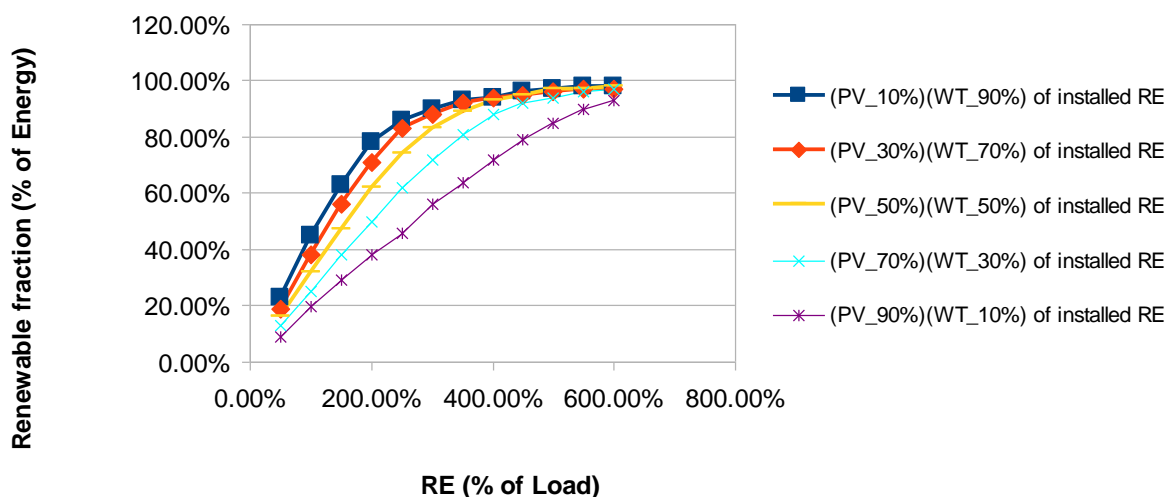 Renewable fraction (% of Energy)
120.00%
100.00%
80.00%
60.00%
40.00%
20.00%
0.00%
0.00%
200.00%
400.00%
600.00%
800.00%
RE (% of Load)
(PV_10%)(WT_90%) of installed RE
(PV_30%)(WT_70%) of installed RE
(PV_50%)(WT_50%) of installed RE
(PV_70%)(WT_30%) of installed RE
(PV_90%)(WT_10%) of installed RE